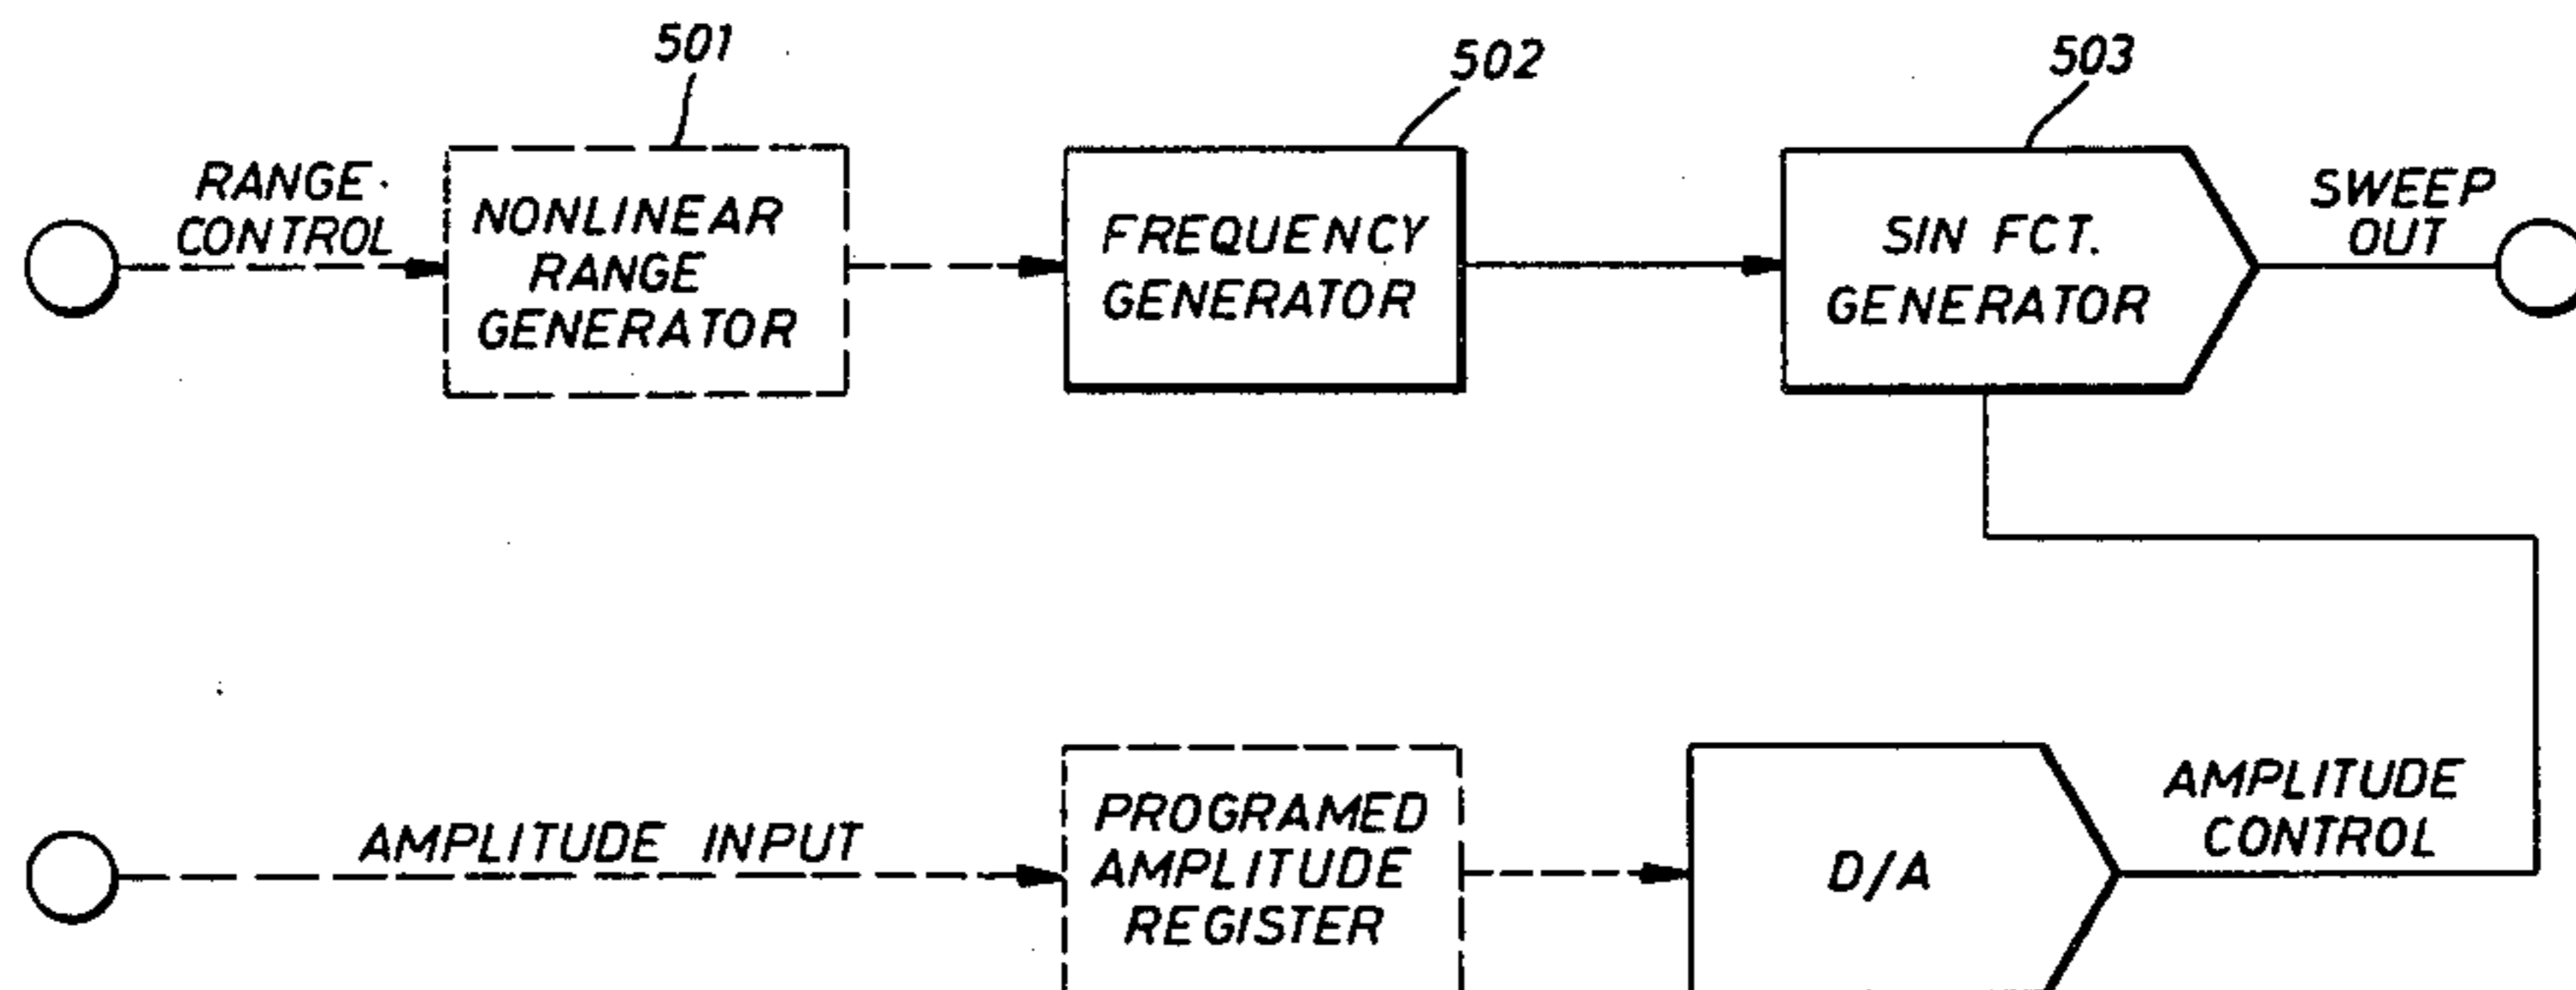 501
502
503
RANGE
CONTROL
NONLINEAR
RANGE
GENERATOR
FREQUENCY
GENERATOR
SIN FCT.
GENERATOR
SWEEP
OUT
AMPLITUDE INPUT
PROGRAMED
AMPLITUDE
REGISTER
D/A
AMPLITUDE
CONTROL